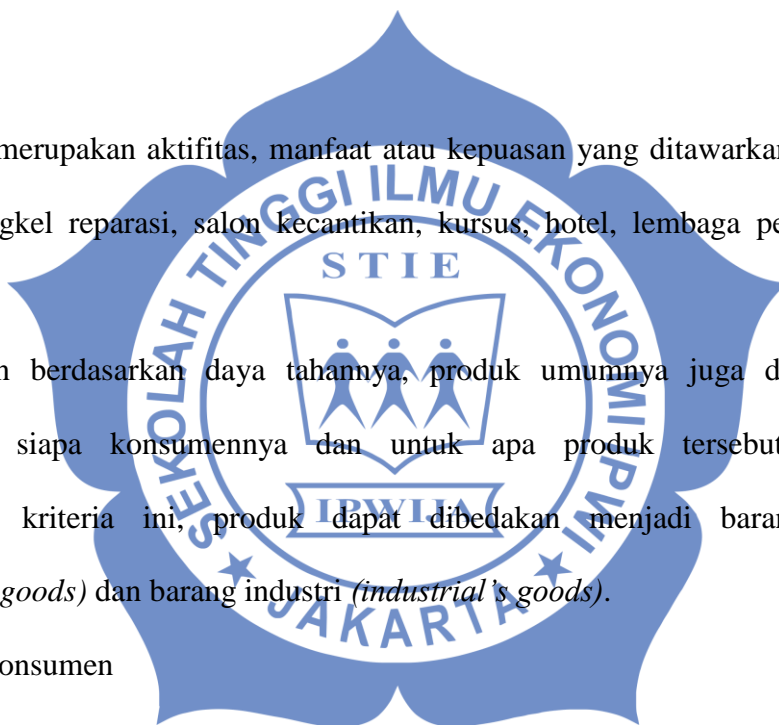 merupakan aktifitas, manfaat atau kepuasan yang ditawarkan
gkel reparasi, salon kecantikan, kursus, hotel, lembaga pe
n berdasarkan daya tahannya, produk umumnya juga d
siapa konsumennya dan untuk apa produk tersebut
kriteria ini, produk dapat dibedakan menjadi baran
goods) dan barang industri (industrial's goods).
onsumen
SEKOLAH TINGGI ILMU EKONOMI IPWI
STIE
IPWIJA
JAKARTA